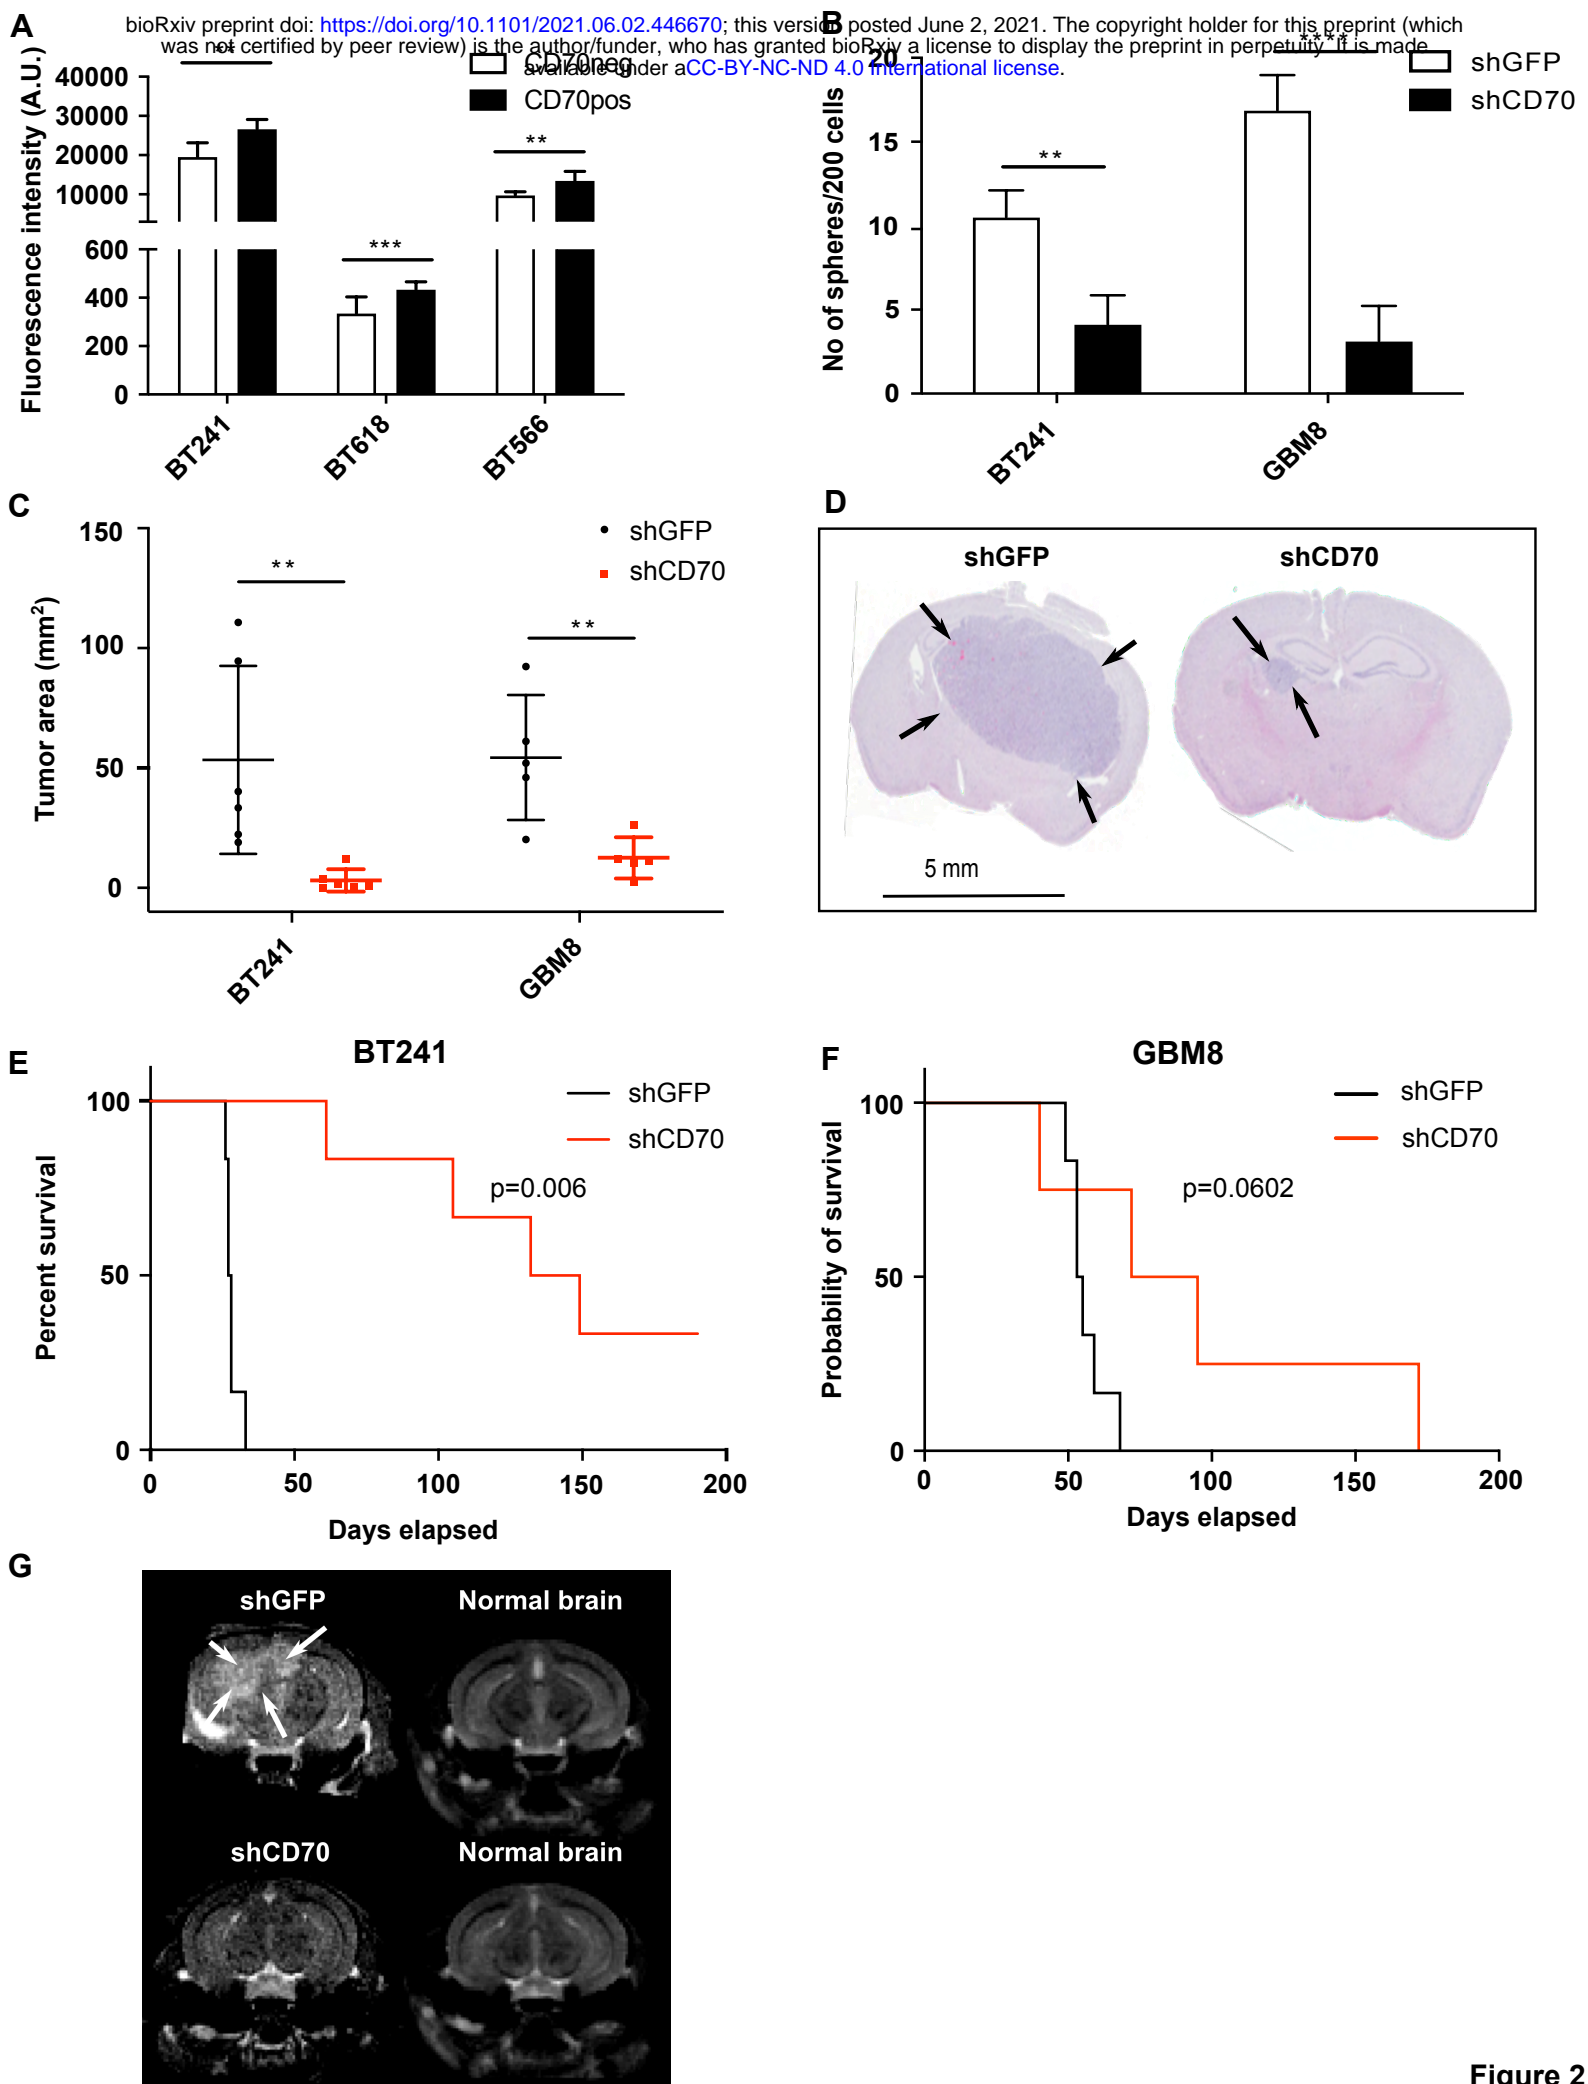 bioRxiv preprint doi: https://doi.org/10.1101/2021.06.02.446670; this version posted June 2, 2021. The copyright holder for this preprint (which
was not certified by peer review) is the author/funder, who has granted bioRxiv a license to display the preprint in perpetuity. It is made
available under aCC-BY-NC-ND 4.0 International license.
A
Fluorescence intensity (A.U.)
40000
30000
20000
10000
600
400
200
0
**
***
**
CD70neg
CD70pos
BT241
BT618
BT566
B
No of spheres/200 cells
20
15
10
5
0
**
****
shGFP
shCD70
BT241
GBM8
C
Tumor area (mm²)
150
100
50
0
**
**
shGFP
shCD70
BT241
GBM8
D
shGFP
shCD70
5 mm
E
BT241
Percent survival
100
50
0
shGFP
shCD70
p=0.006
0 50 100 150 200
Days elapsed
F
GBM8
Probability of survival
100
50
0
shGFP
shCD70
p=0.0602
0 50 100 150 200
Days elapsed
G
shGFP
Normal brain
shCD70
Normal brain
Figure 2